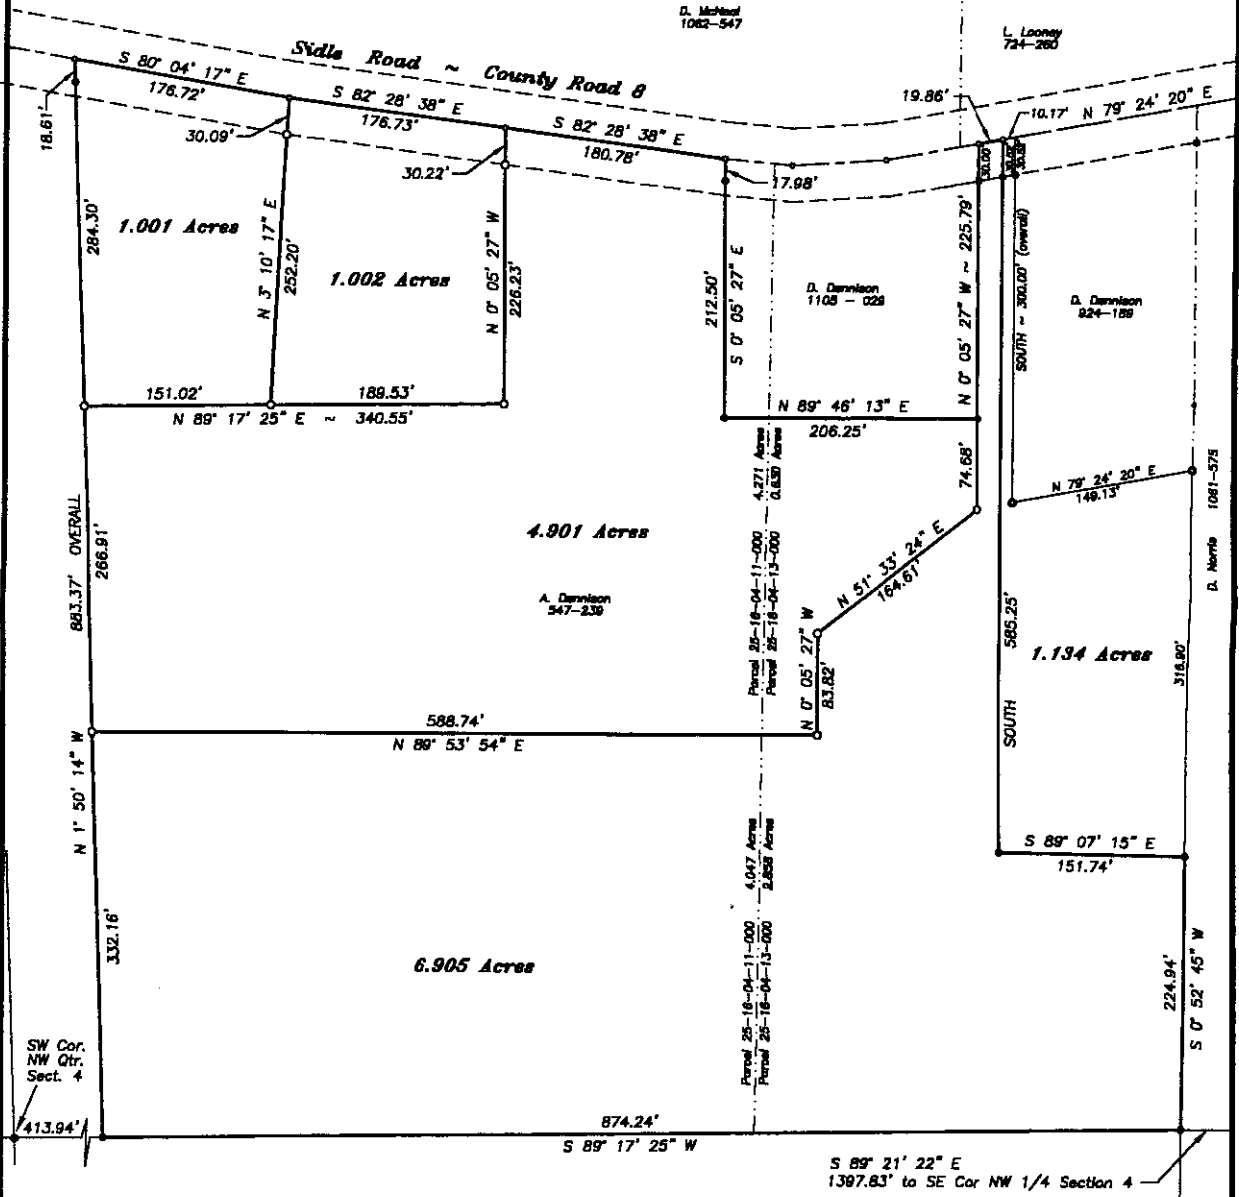 D. McNeal
1062-547
L. Looney
724-260
Sidle Road ~ County Road 8
S 80° 04' 17" E
176.72'
S 82° 28' 38" E
176.73'
S 82° 28' 38" E
180.78'
19.86'
10.17'
N 79° 24' 20" E
18.61'
30.09'
30.22'
17.98'
30.00'
284.30'
1.001 Acres
N 3° 10' 17" E
252.20'
1.002 Acres
N 0° 05' 27" W
226.23'
212.50'
S 0° 05' 27" E
D. Dennison
1105 - 029
N 0° 05' 27" W ~ 225.79'
SOUTH ~ 300.00' (overall)
D. Dennison
924-189
151.02'
189.53'
N 89° 17' 25" E ~ 340.55'
N 89° 46' 13" E
206.25'
74.68'
N 79° 24' 20" E
149.13'
D. Norris 1081-575
883.37' OVERALL
266.91'
4.901 Acres
A. Dennison
547-239
Parcel 25-16-04-11-000 4.271 Acres
Parcel 25-16-04-13-000 0.630 Acres
N 51° 33' 24" E
164.61'
N 0° 05' 27" W
83.82'
SOUTH 585.25'
1.134 Acres
316.90'
588.74'
N 89° 53' 54" E
N 1° 50' 14" W
332.16'
S 89° 07' 15" E
151.74'
Parcel 25-16-04-11-000 4.047 Acres
Parcel 25-16-04-13-000 2.858 Acres
6.905 Acres
224.94'
S 0° 52' 45" W
SW Cor.
NW Qtr.
Sect. 4
413.94'
874.24'
S 89° 17' 25" W
S 89° 21' 22" E
1397.83' to SE Cor NW 1/4 Section 4